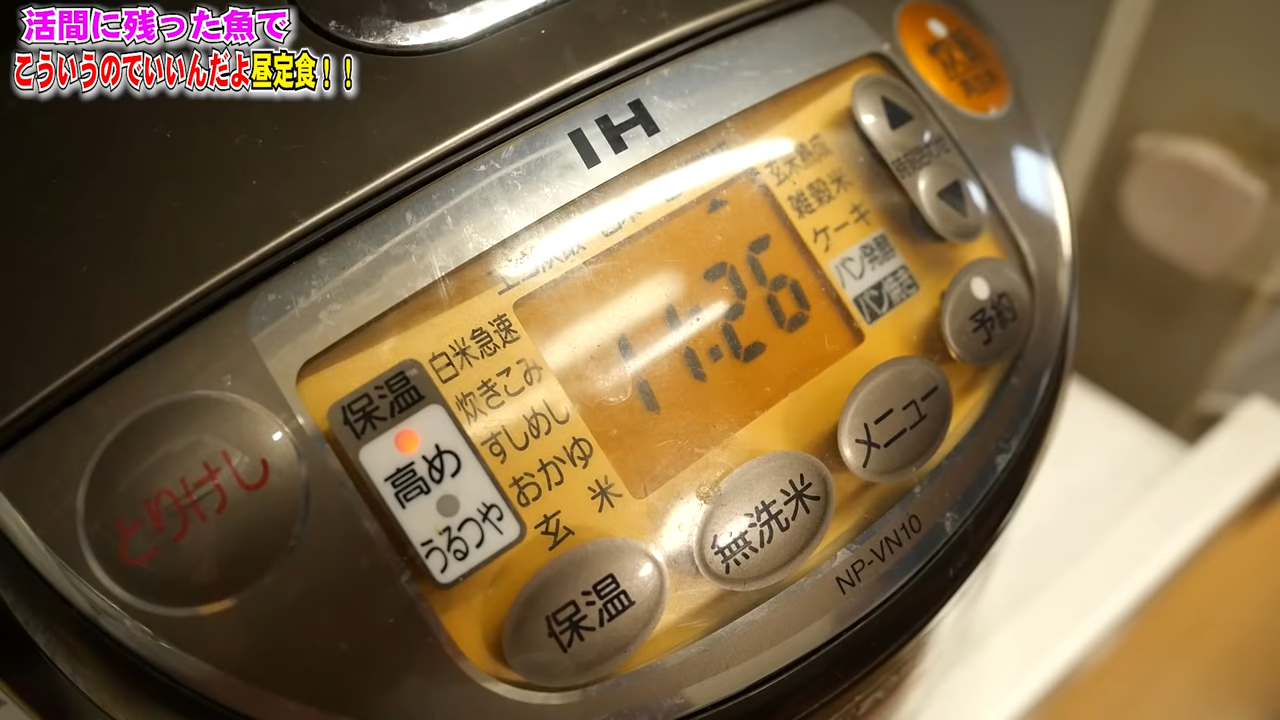 活間に残った魚で
こういうのでいいんだよ昼定食！！
IH
白米急速
炊きこみ
すしめし
おかゆ
玄米
玄米熟圧
雑穀米
ケーキ
パン発酵
パン焼き
11:26
保温
高め
うるつや
とりけし
保温
無洗米
メニュー
予約
NP-VN10